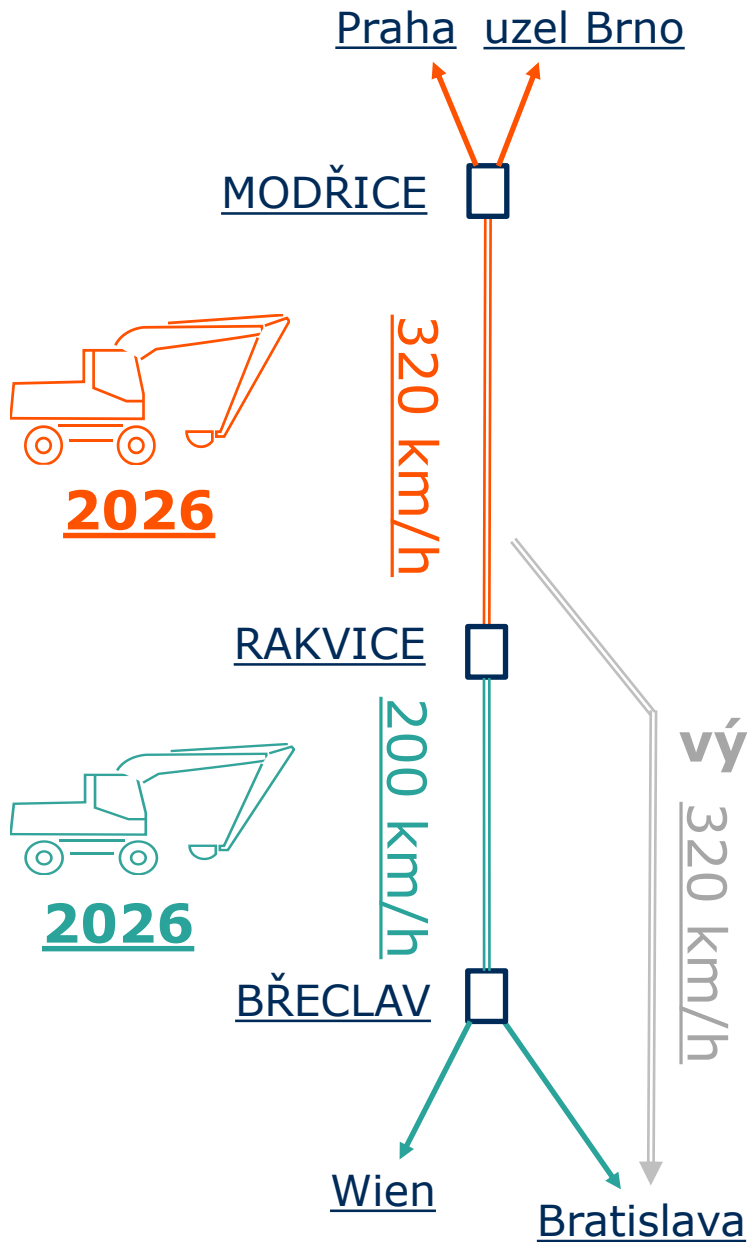 Praha uzel Brno
MODŘICE
320 km/h
2026
RAKVICE
200 km/h
vý
320 km/h
2026
BŘECLAV
Wien
Bratislava